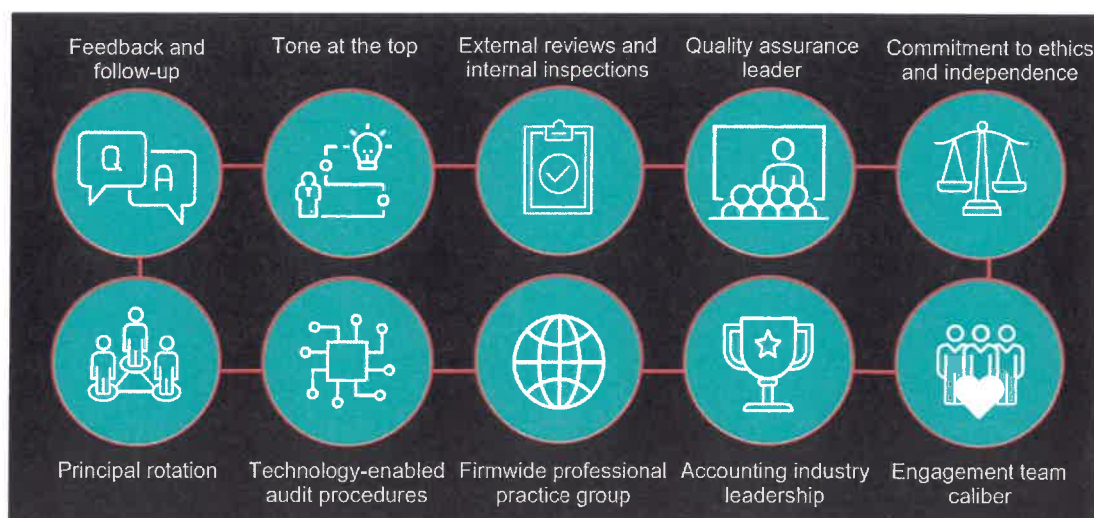 Feedback and
follow-up
Tone at the top
External reviews and
internal inspections
Quality assurance
leader
Commitment to ethics
and independence
Q
A
Principal rotation
Technology-enabled
audit procedures
Firmwide professional
practice group
Accounting industry
leadership
Engagement team
caliber